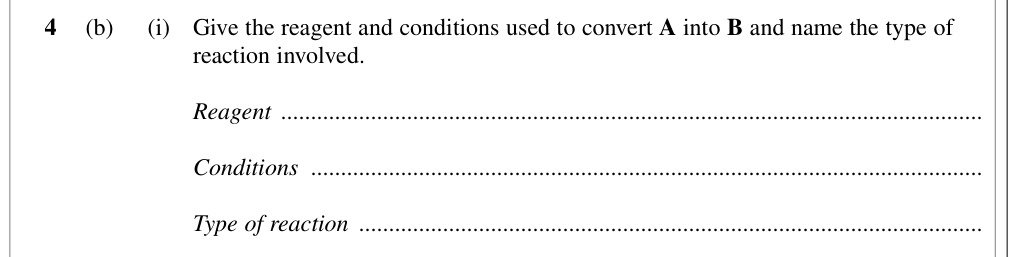 4 (b) (i) Give the reagent and conditions used to convert A into B and name the type of
reaction involved.
Reagent ........................................................................................................................
Conditions ...................................................................................................................
Type of reaction ...........................................................................................................